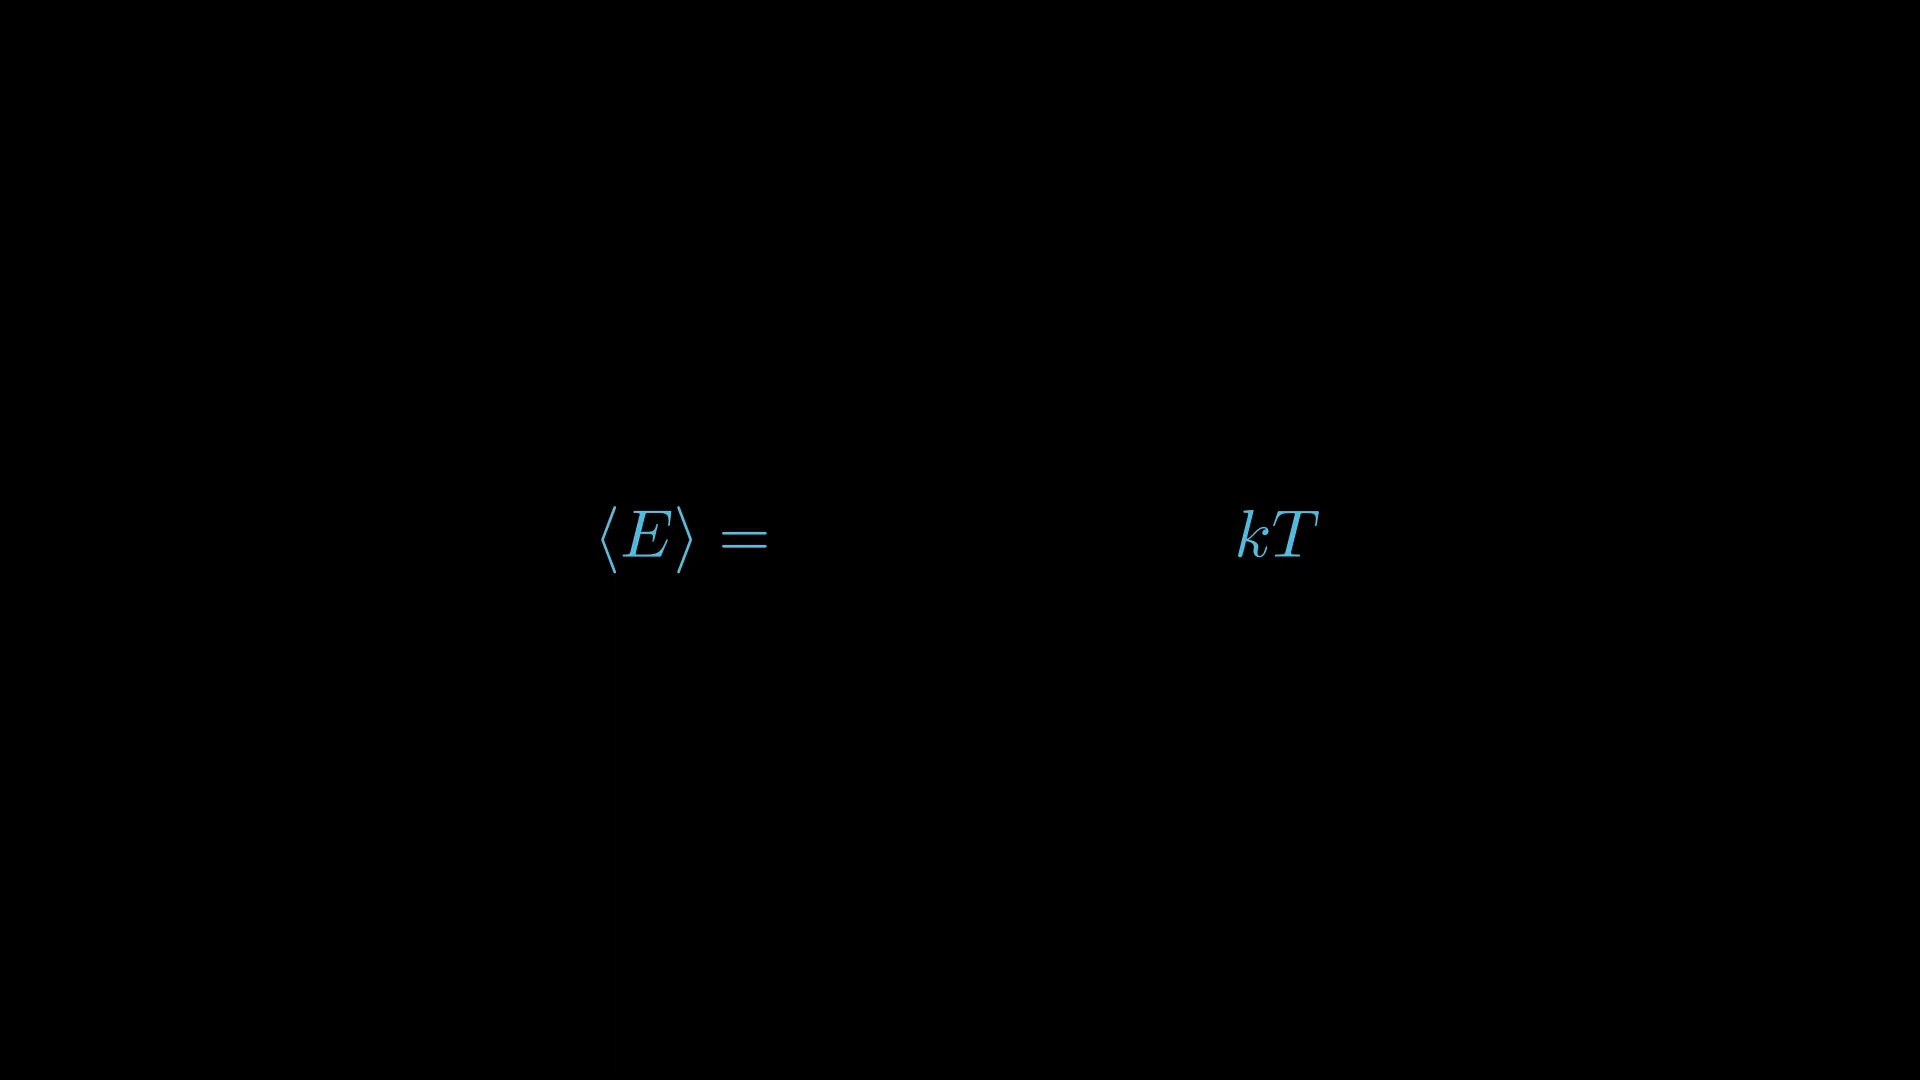 ⟨E⟩ = kT